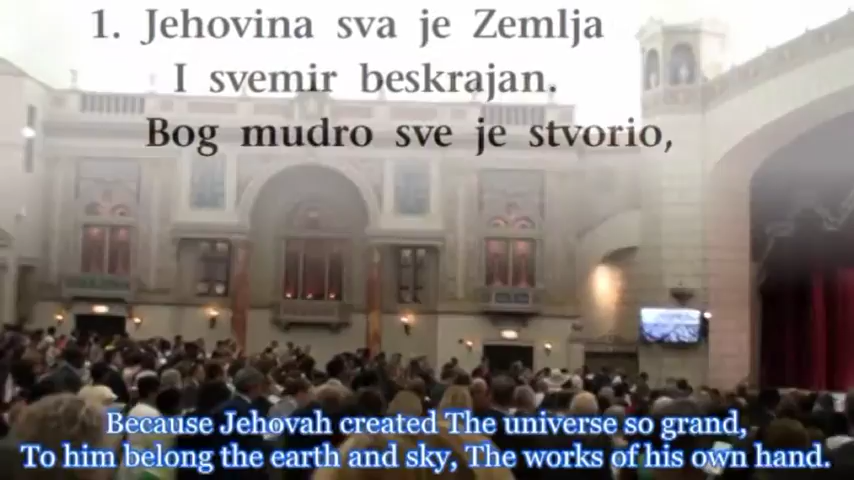 1. Jehovina sva je Zemlja
I svemir beskrajan.
Bog mudro sve je stvorio,
Because Jehovah created The universe so grand,
To him belong the earth and sky, The works of his own hand.